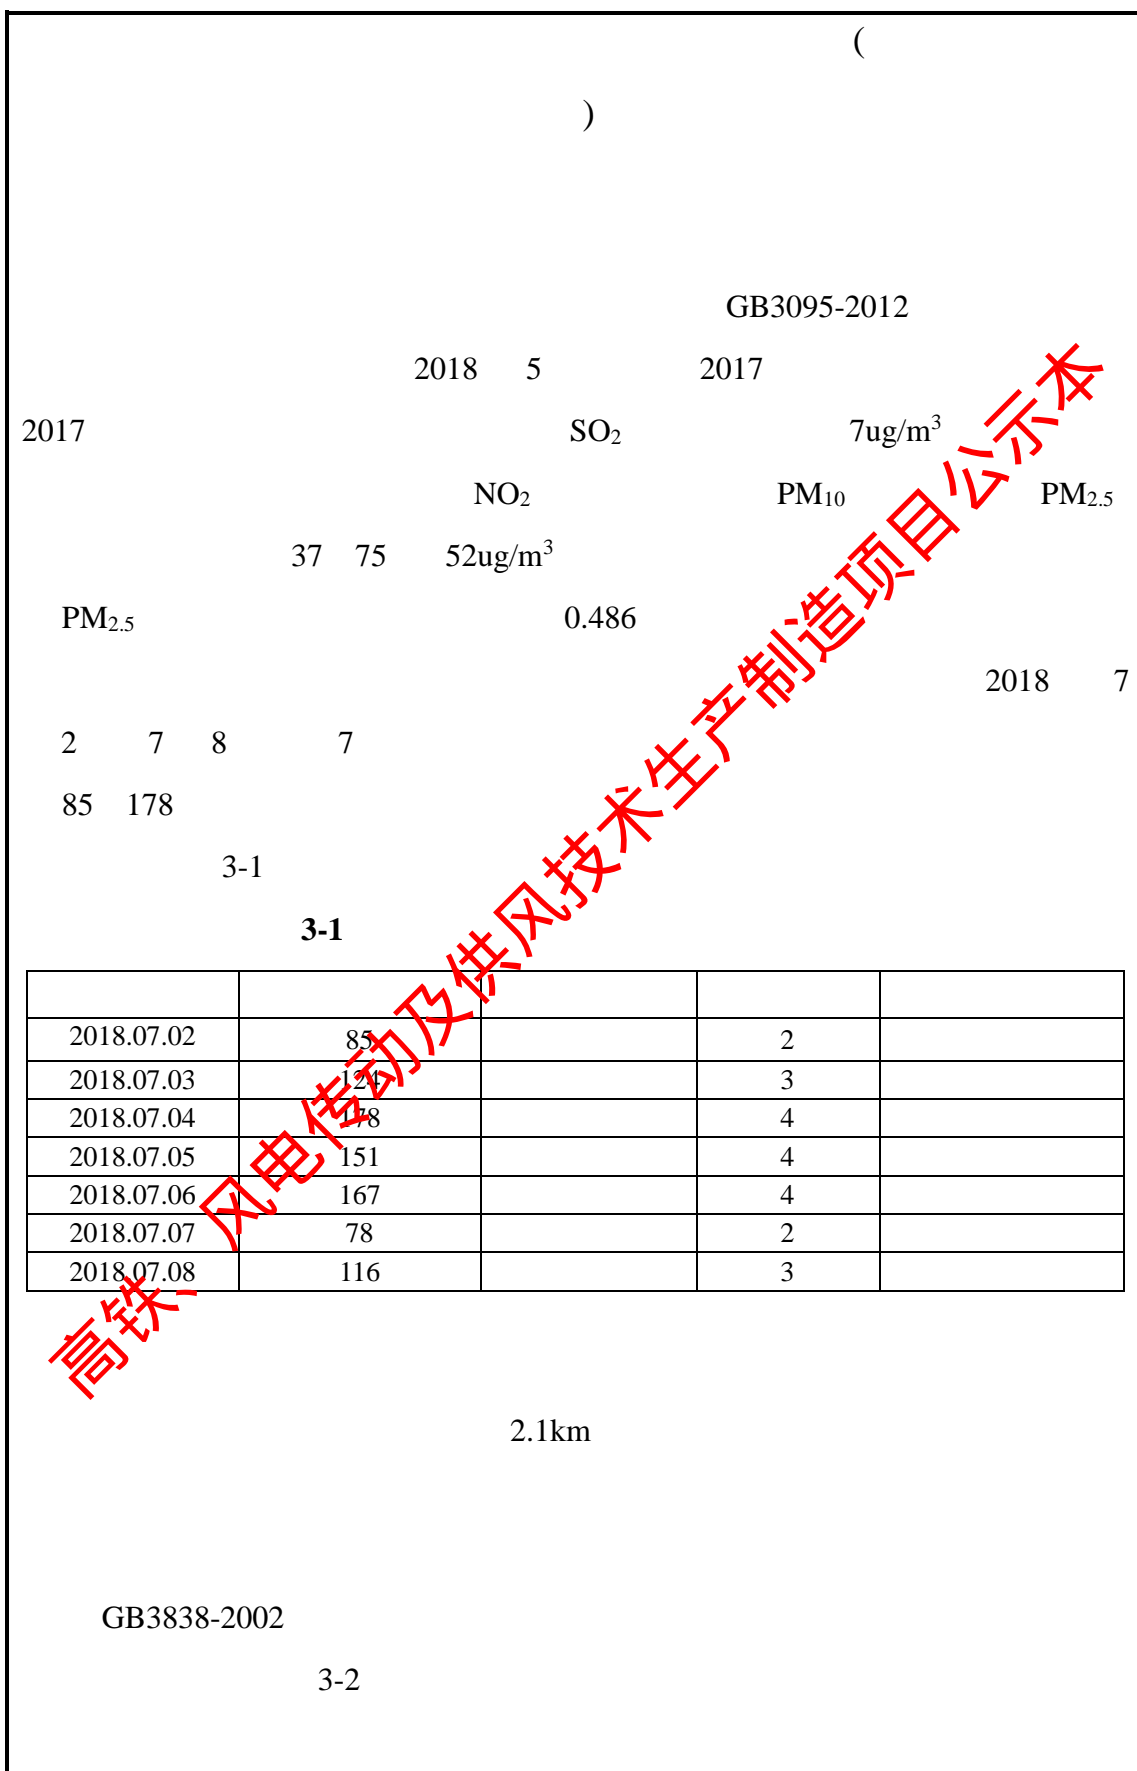 (
)
GB3095-2012
2018 5 2017
2017 SO₂ 7ug/m³
NO₂ PM₁₀ PM₂.₅
37 75 52ug/m³
PM₂.₅ 0.486
2018 7
2 7 8 7
85 178
3-1
3-1
2018.07.02 85 2
2018.07.03 124 3
2018.07.04 178 4
2018.07.05 151 4
2018.07.06 167 4
2018.07.07 78 2
2018.07.08 116 3
2.1km
GB3838-2002
3-2
高铁、风电传动及供风技术生产制造项目公示本